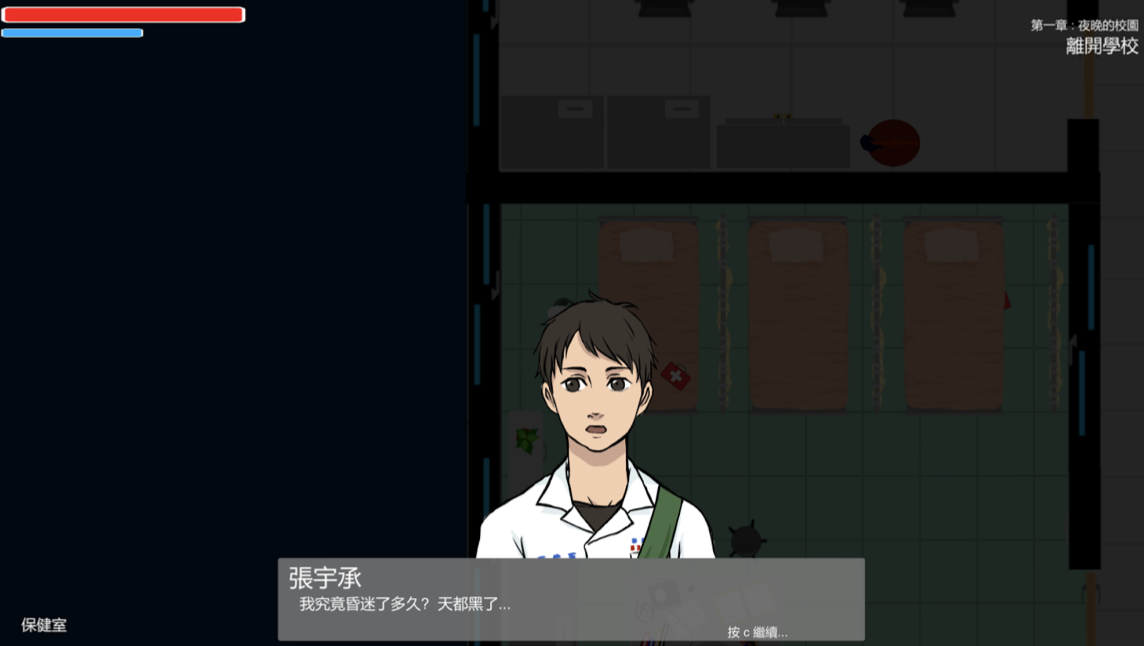 第一章：夜晚的校園
離開學校
張宇承
我究竟昏迷了多久？天都黑了...
按 c 繼續...
保健室